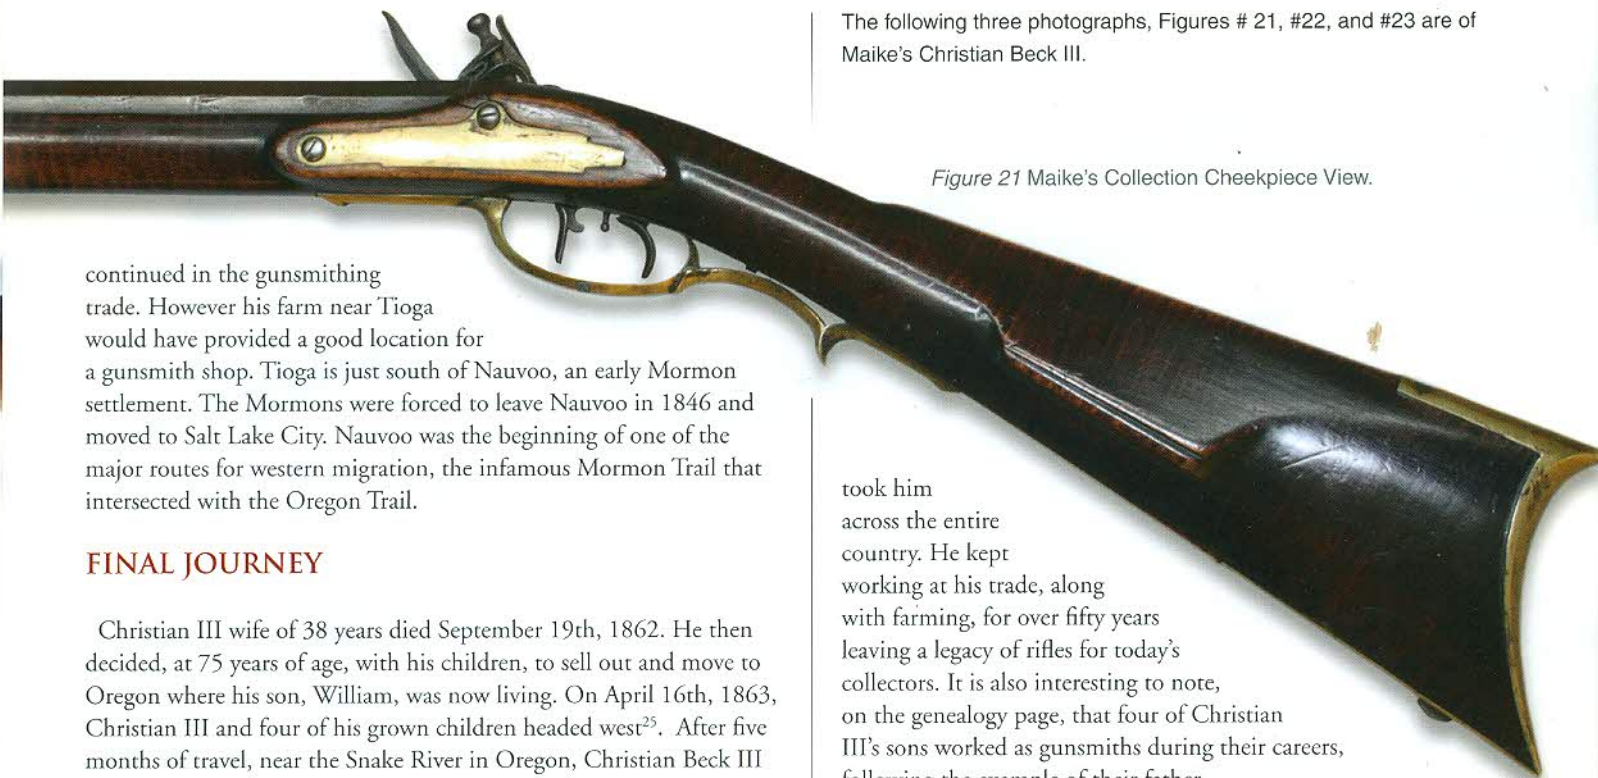 continued in the gunsmithing
trade. However his farm near Tioga
would have provided a good location for
a gunsmith shop. Tioga is just south of Nauvoo, an early Mormon
settlement. The Mormons were forced to leave Nauvoo in 1846 and
moved to Salt Lake City. Nauvoo was the beginning of one of the
major routes for western migration, the infamous Mormon Trail that
intersected with the Oregon Trail.
FINAL JOURNEY
Christian III wife of 38 years died September 19th, 1862. He then
decided, at 75 years of age, with his children, to sell out and move to
Oregon where his son, William, was now living. On April 16th, 1863,
Christian III and four of his grown children headed west²⁵. After five
months of travel, near the Snake River in Oregon, Christian Beck III
The following three photographs, Figures # 21, #22, and #23 are of
Maike's Christian Beck III.
Figure 21 Maike's Collection Cheekpiece View.
took him
across the entire
country. He kept
working at his trade, along
with farming, for over fifty years
leaving a legacy of rifles for today's
collectors. It is also interesting to note,
on the genealogy page, that four of Christian
III's sons worked as gunsmiths during their careers,
following the example of their father